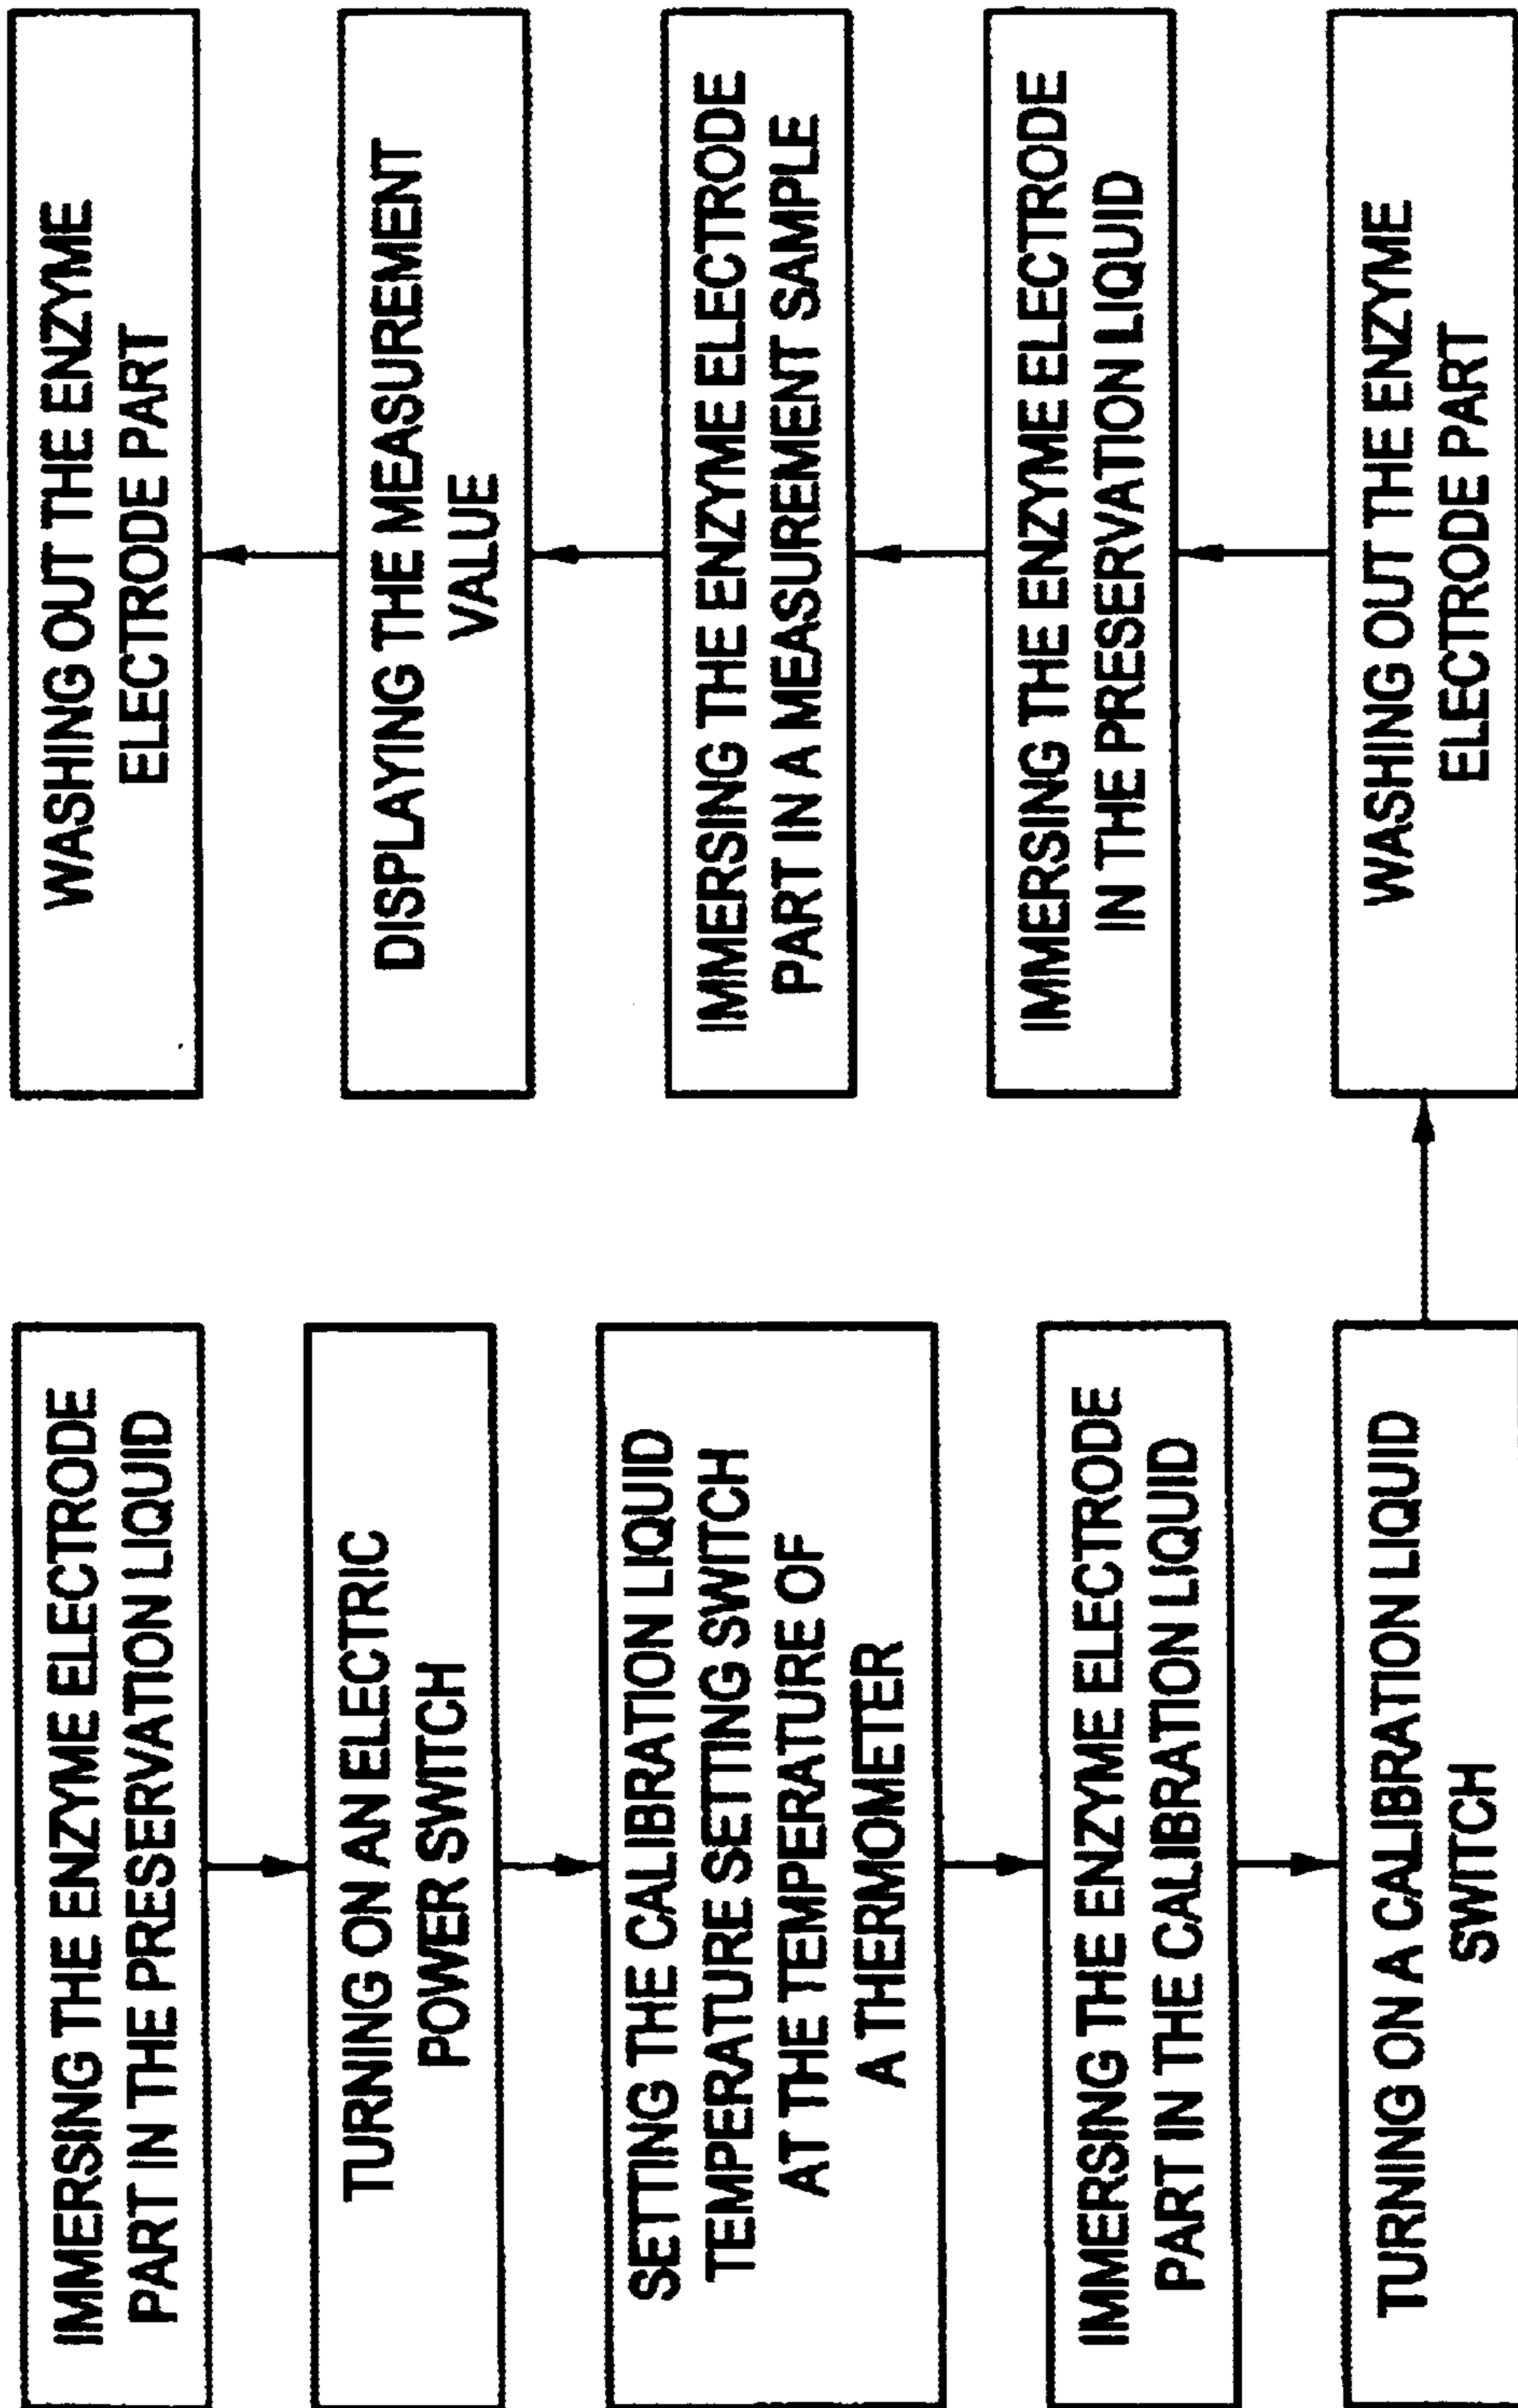 IMMERSING THE ENZYME ELECTRODE
PART IN THE PRESERVATION LIQUID
TURNING ON AN ELECTRIC
POWER SWITCH
SETTING THE CALIBRATION LIQUID
TEMPERATURE SETTING SWITCH
AT THE TEMPERATURE OF
A THERMOMETER
IMMERSING THE ENZYME ELECTRODE
PART IN THE CALIBRATION LIQUID
TURNING ON A CALIBRATION LIQUID
SWITCH
WASHING OUT THE ENZYME
ELECTRODE PART
IMMERSING THE ENZYME ELECTRODE
IN THE PRESERVATION LIQUID
IMMERSING THE ENZYME ELECTRODE
PART IN A MEASUREMENT SAMPLE
DISPLAYING THE MEASUREMENT
VALUE
WASHING OUT THE ENZYME
ELECTRODE PART